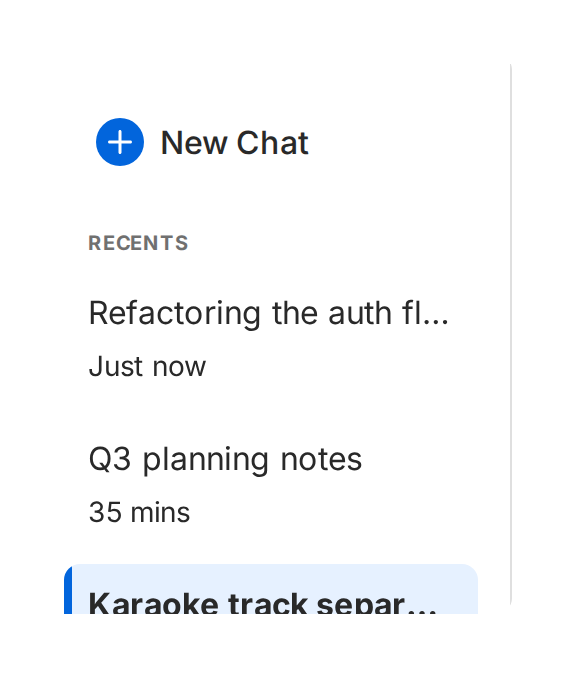 New Chat
RECENTS
Refactoring the auth fl...
Just now
Q3 planning notes
35 mins
Karaoke track separ...